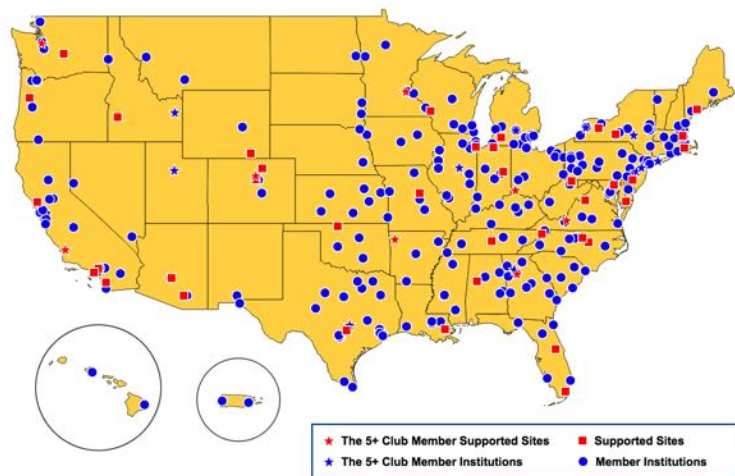 The 5+ Club Member Supported Sites
Supported Sites
The 5+ Club Member Institutions
Member Institutions